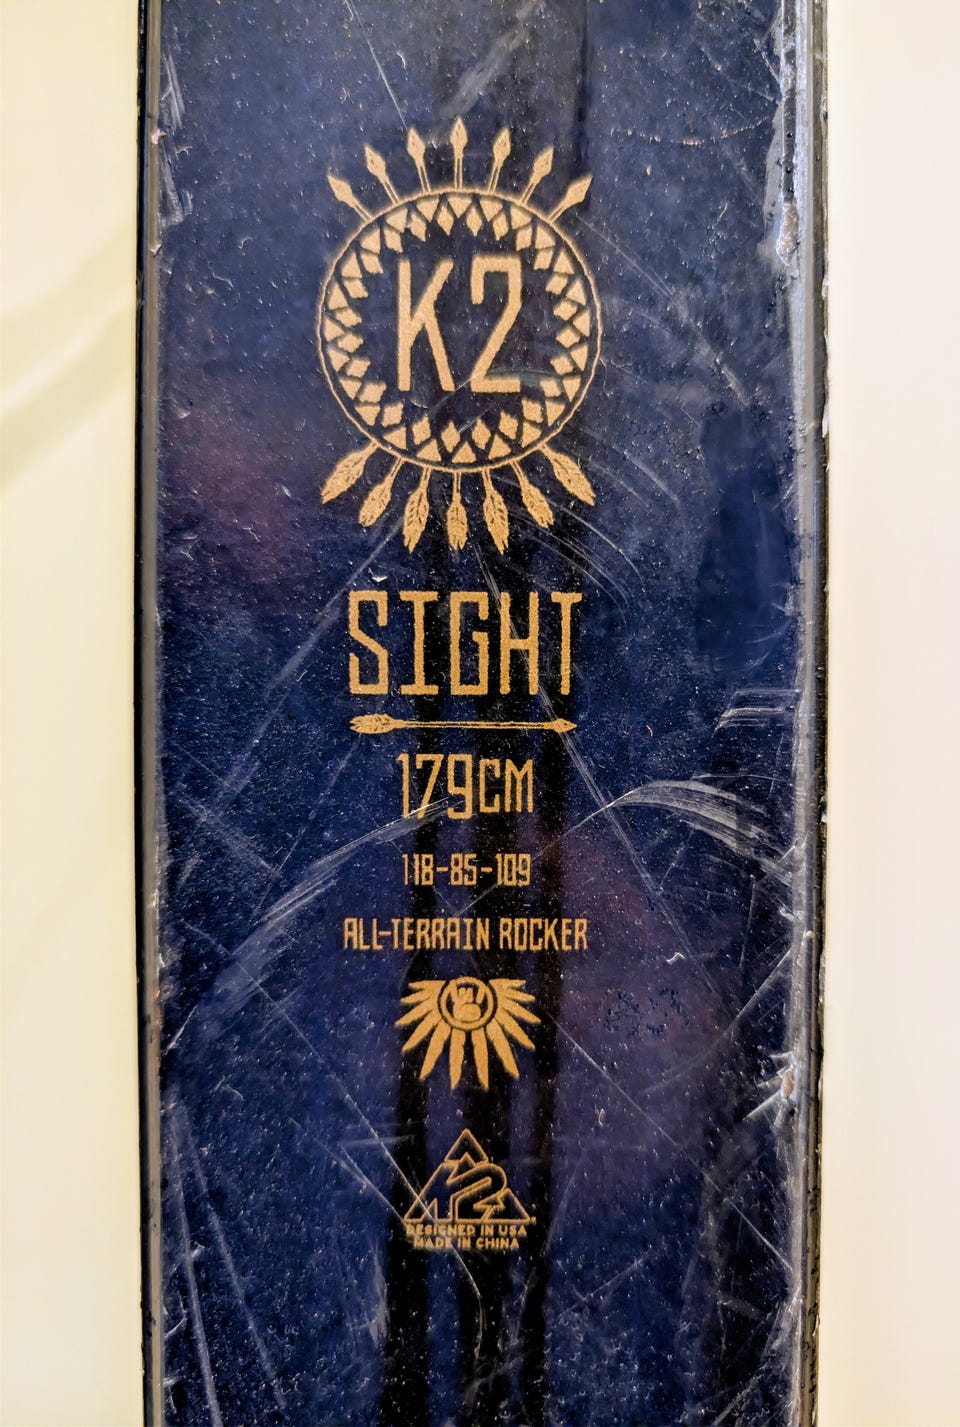 K2
SIGHT
179CM
118-85-109
ALL-TERRAIN ROCKER
K2
DESIGNED IN USA
MADE IN CHINA